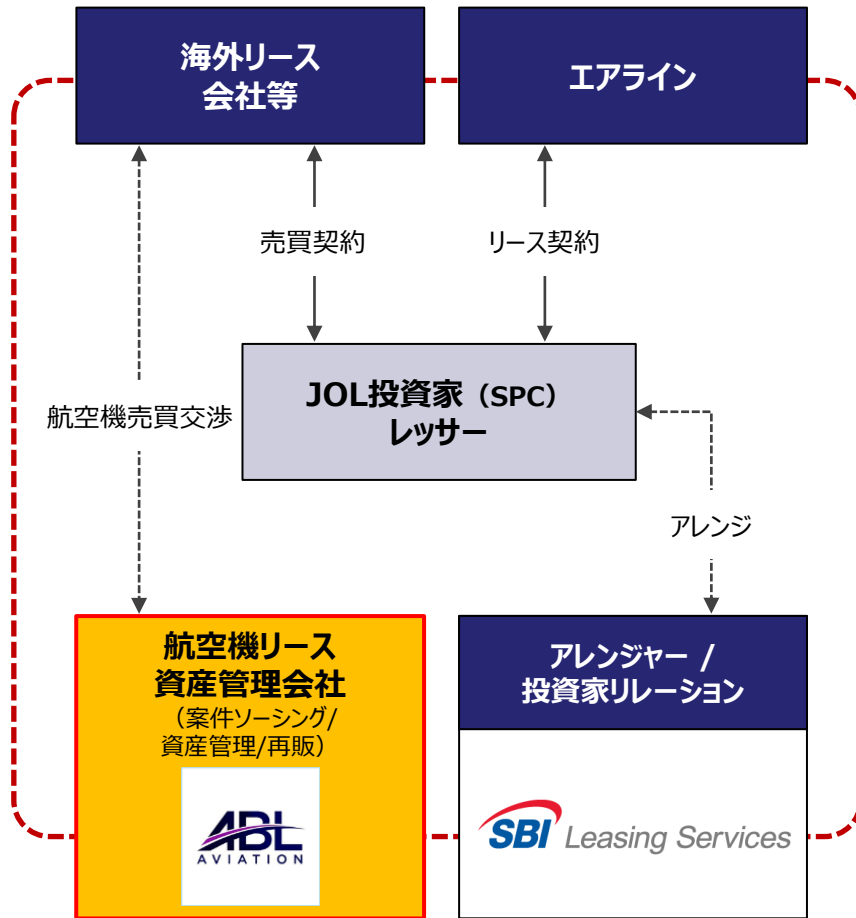 海外リース
会社等
エアライン
売買契約
リース契約
JOL投資家（SPC）
レッサー
航空機売買交渉
アレンジ
航空機リース
資産管理会社
（案件ソーシング/
資産管理/再販）
ABL
AVIATION
アレンジャー /
投資家リレーション
SBI Leasing Services